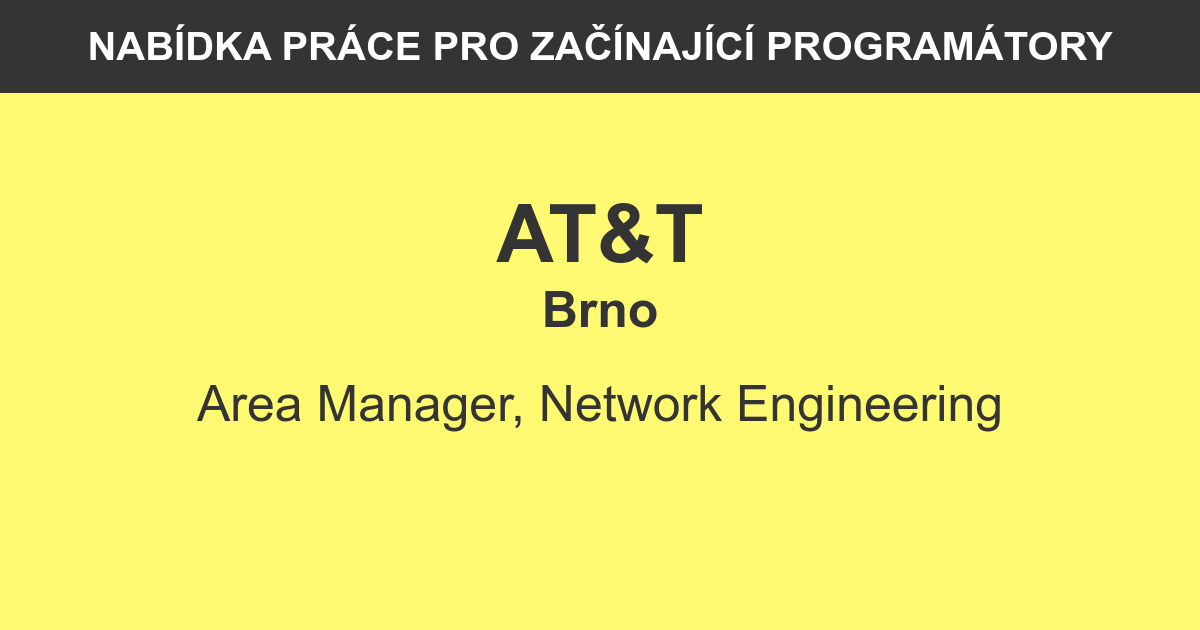 NABÍDKA PRÁCE PRO ZAČÍNAJÍCÍ PROGRAMÁTORY
AT&T
Brno
Area Manager, Network Engineering